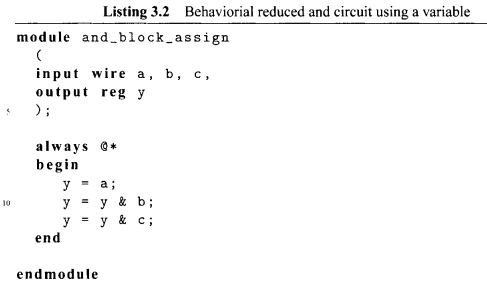 Listing 3.2 Behaviorial reduced and circuit using a variable
module and_block_assign
(
input wire a, b, c,
output reg y
5 );
always @*
begin
y = a;
10 y = y & b;
y = y & c;
end
endmodule